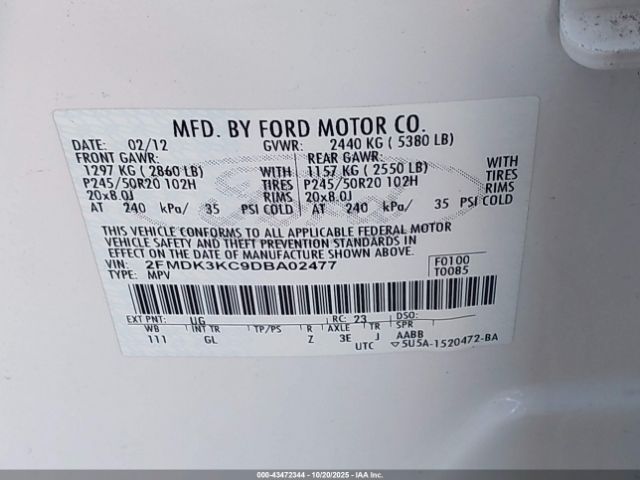 MFD. BY FORD MOTOR CO.
DATE: 02/12 GVWR: 2440 KG ( 5380 LB)
FRONT GAWR: REAR GAWR:
1297 KG ( 2860 LB) WITH 1157 KG ( 2550 LB) WITH
P245/50R20 102H TIRES P245/50R20 102H TIRES
20x8.0J RIMS 20x8.0J RIMS
AT 240 kPa/ 35 PSI COLD AT 240 kPa/ 35 PSI COLD
THIS VEHICLE CONFORMS TO ALL APPLICABLE FEDERAL MOTOR
VEHICLE SAFETY AND THEFT PREVENTION STANDARDS IN
EFFECT ON THE DATE OF MANUFACTURE SHOWN ABOVE.
VIN: 2FMDK3KC9DBA02477 F0100
TYPE: MPV T0085
EXT PNT: UG RC: 23 DSO:
WB INT TR TP/PS R AXLE TR SPR
111 GL Z 3E J AABB
UTC ▽5U5A-1520472-BA
000-43472344 | 10/20/2025 | IAA Inc.